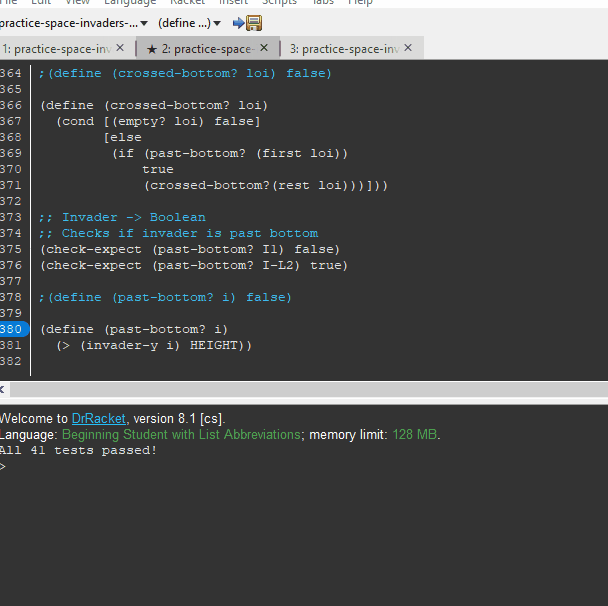 File Edit View Language Racket Insert Scripts Tabs Help
practice-space-invaders-... (define ...)
1: practice-space-inv ★ 2: practice-space- 3: practice-space-inv
364 ;(define (crossed-bottom? loi) false)
365
366 (define (crossed-bottom? loi)
367 (cond [(empty? loi) false]
368 [else
369 (if (past-bottom? (first loi))
370 true
371 (crossed-bottom?(rest loi)))]))
372
373 ;; Invader -> Boolean
374 ;; Checks if invader is past bottom
375 (check-expect (past-bottom? I1) false)
376 (check-expect (past-bottom? I-L2) true)
377
378 ;(define (past-bottom? i) false)
379
380 (define (past-bottom? i)
381 (> (invader-y i) HEIGHT))
382
Welcome to DrRacket, version 8.1 [cs].
Language: Beginning Student with List Abbreviations; memory limit: 128 MB.
All 41 tests passed!
>